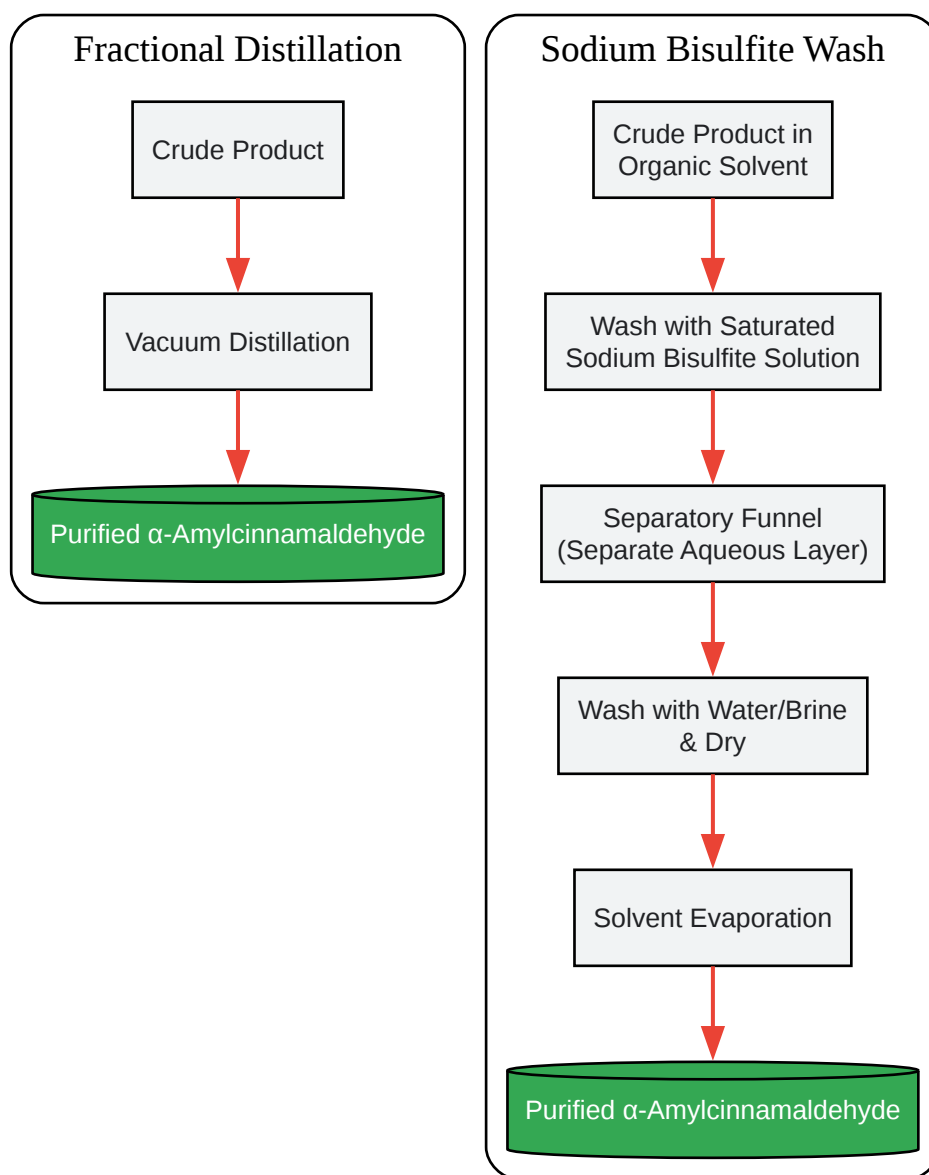 Fractional Distillation
Crude Product
Vacuum Distillation
Purified α-Amylcinnamaldehyde
Sodium Bisulfite Wash
Crude Product in
Organic Solvent
Wash with Saturated
Sodium Bisulfite Solution
Separatory Funnel
(Separate Aqueous Layer)
Wash with Water/Brine
& Dry
Solvent Evaporation
Purified α-Amylcinnamaldehyde